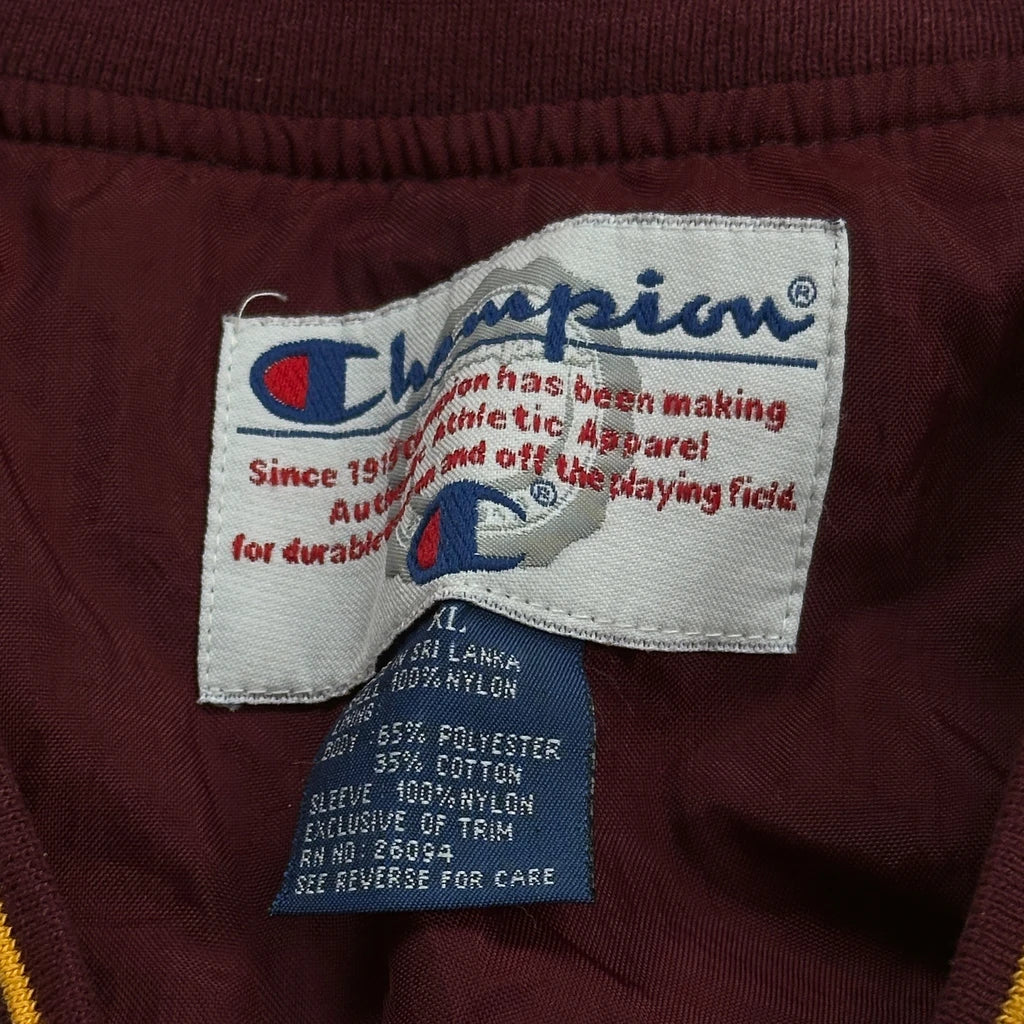 Champion®
Since 1919 Champion has been making
Authentic Athletic Apparel
for durable on and off the playing field.
®
XL
IN SRI LANKA
100% NYLON
BODY 65% POLYESTER
35% COTTON
SLEEVE 100% NYLON
EXCLUSIVE OF TRIM
RN NO. 26094
SEE REVERSE FOR CARE